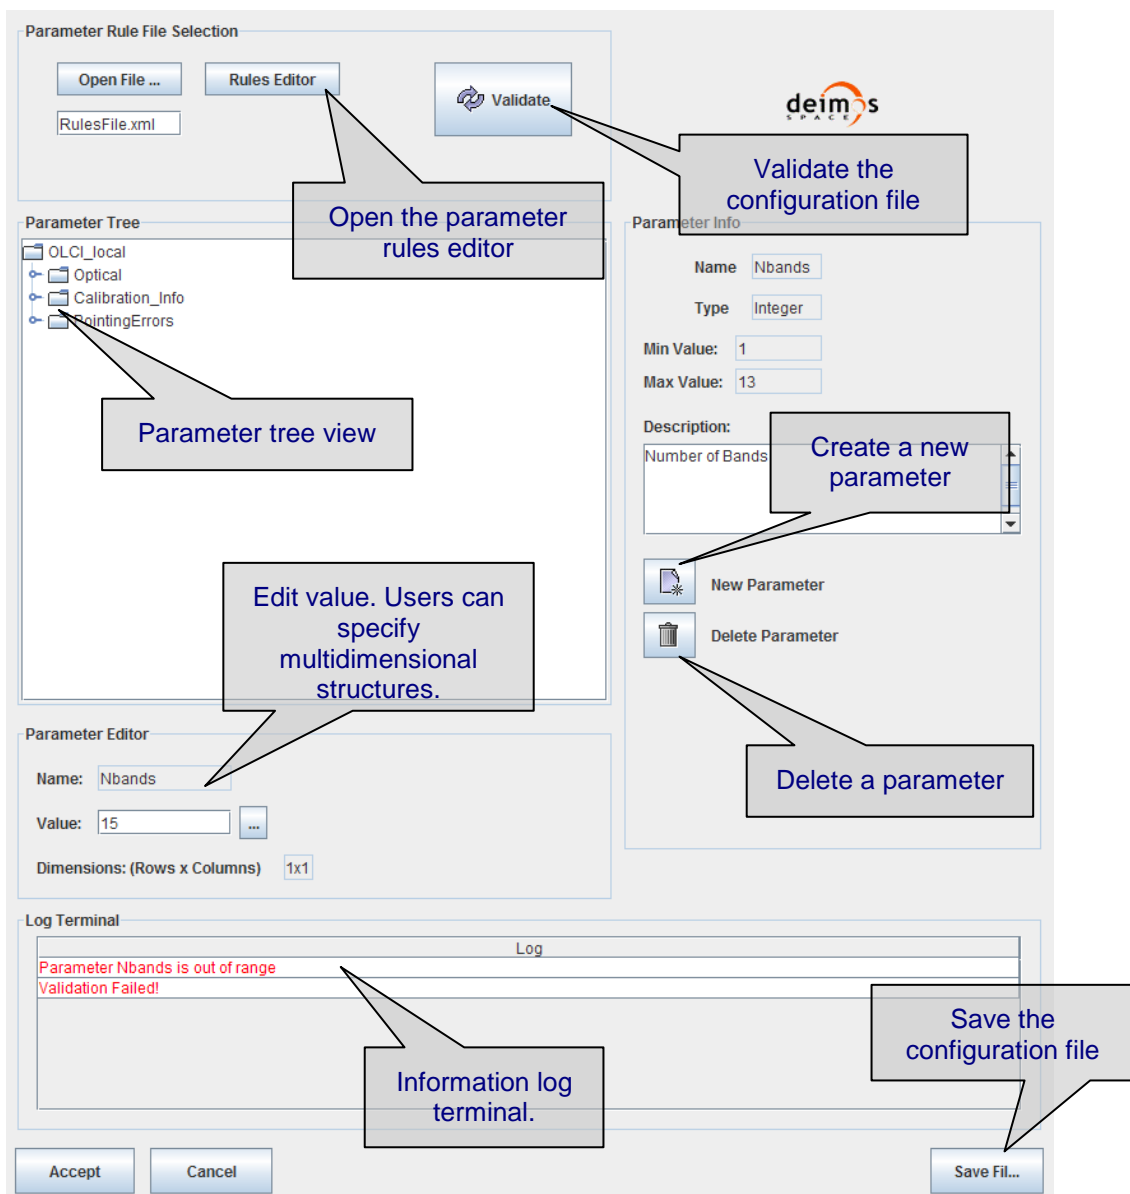 Parameter Rule File Selection
Open File ...
Rules Editor
Validate
RulesFile.xml
deimos
SPACE
Validate the
configuration file
Open the parameter
rules editor
Parameter Tree
OLCI_local
Optical
Calibration_Info
PointingErrors
Parameter tree view
Parameter Info
Name Nbands
Type Integer
Min Value: 1
Max Value: 13
Description:
Number of Bands
Create a new
parameter
New Parameter
Delete Parameter
Delete a parameter
Edit value. Users can
specify
multidimensional
structures.
Parameter Editor
Name: Nbands
Value: 15 ...
Dimensions: (Rows x Columns) 1x1
Log Terminal
Log
Parameter Nbands is out of range
Validation Failed!
Information log
terminal.
Save the
configuration file
Accept
Cancel
Save Fil...